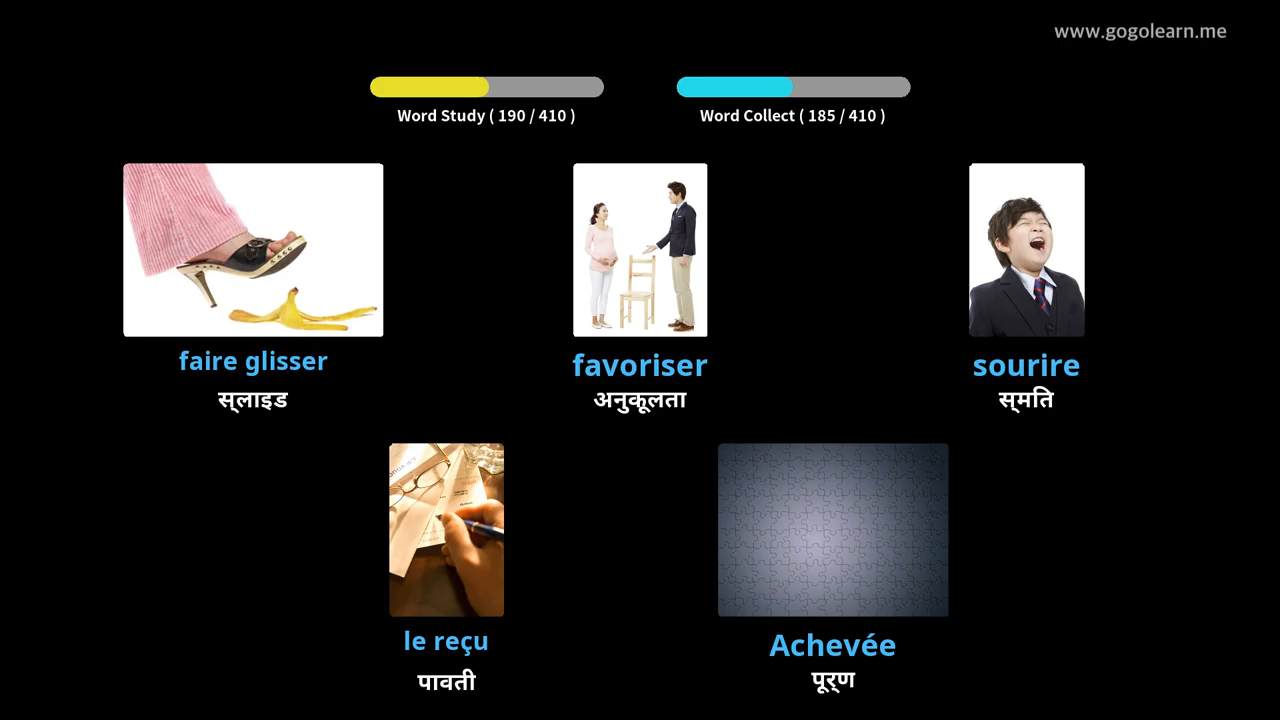 www.gogolearn.me
Word Study ( 190 / 410 )
Word Collect ( 185 / 410 )
faire glisser
स्लाइड
favoriser
अनुकूलता
sourire
स्मति
le reçu
पावती
Achevée
पूर्ण